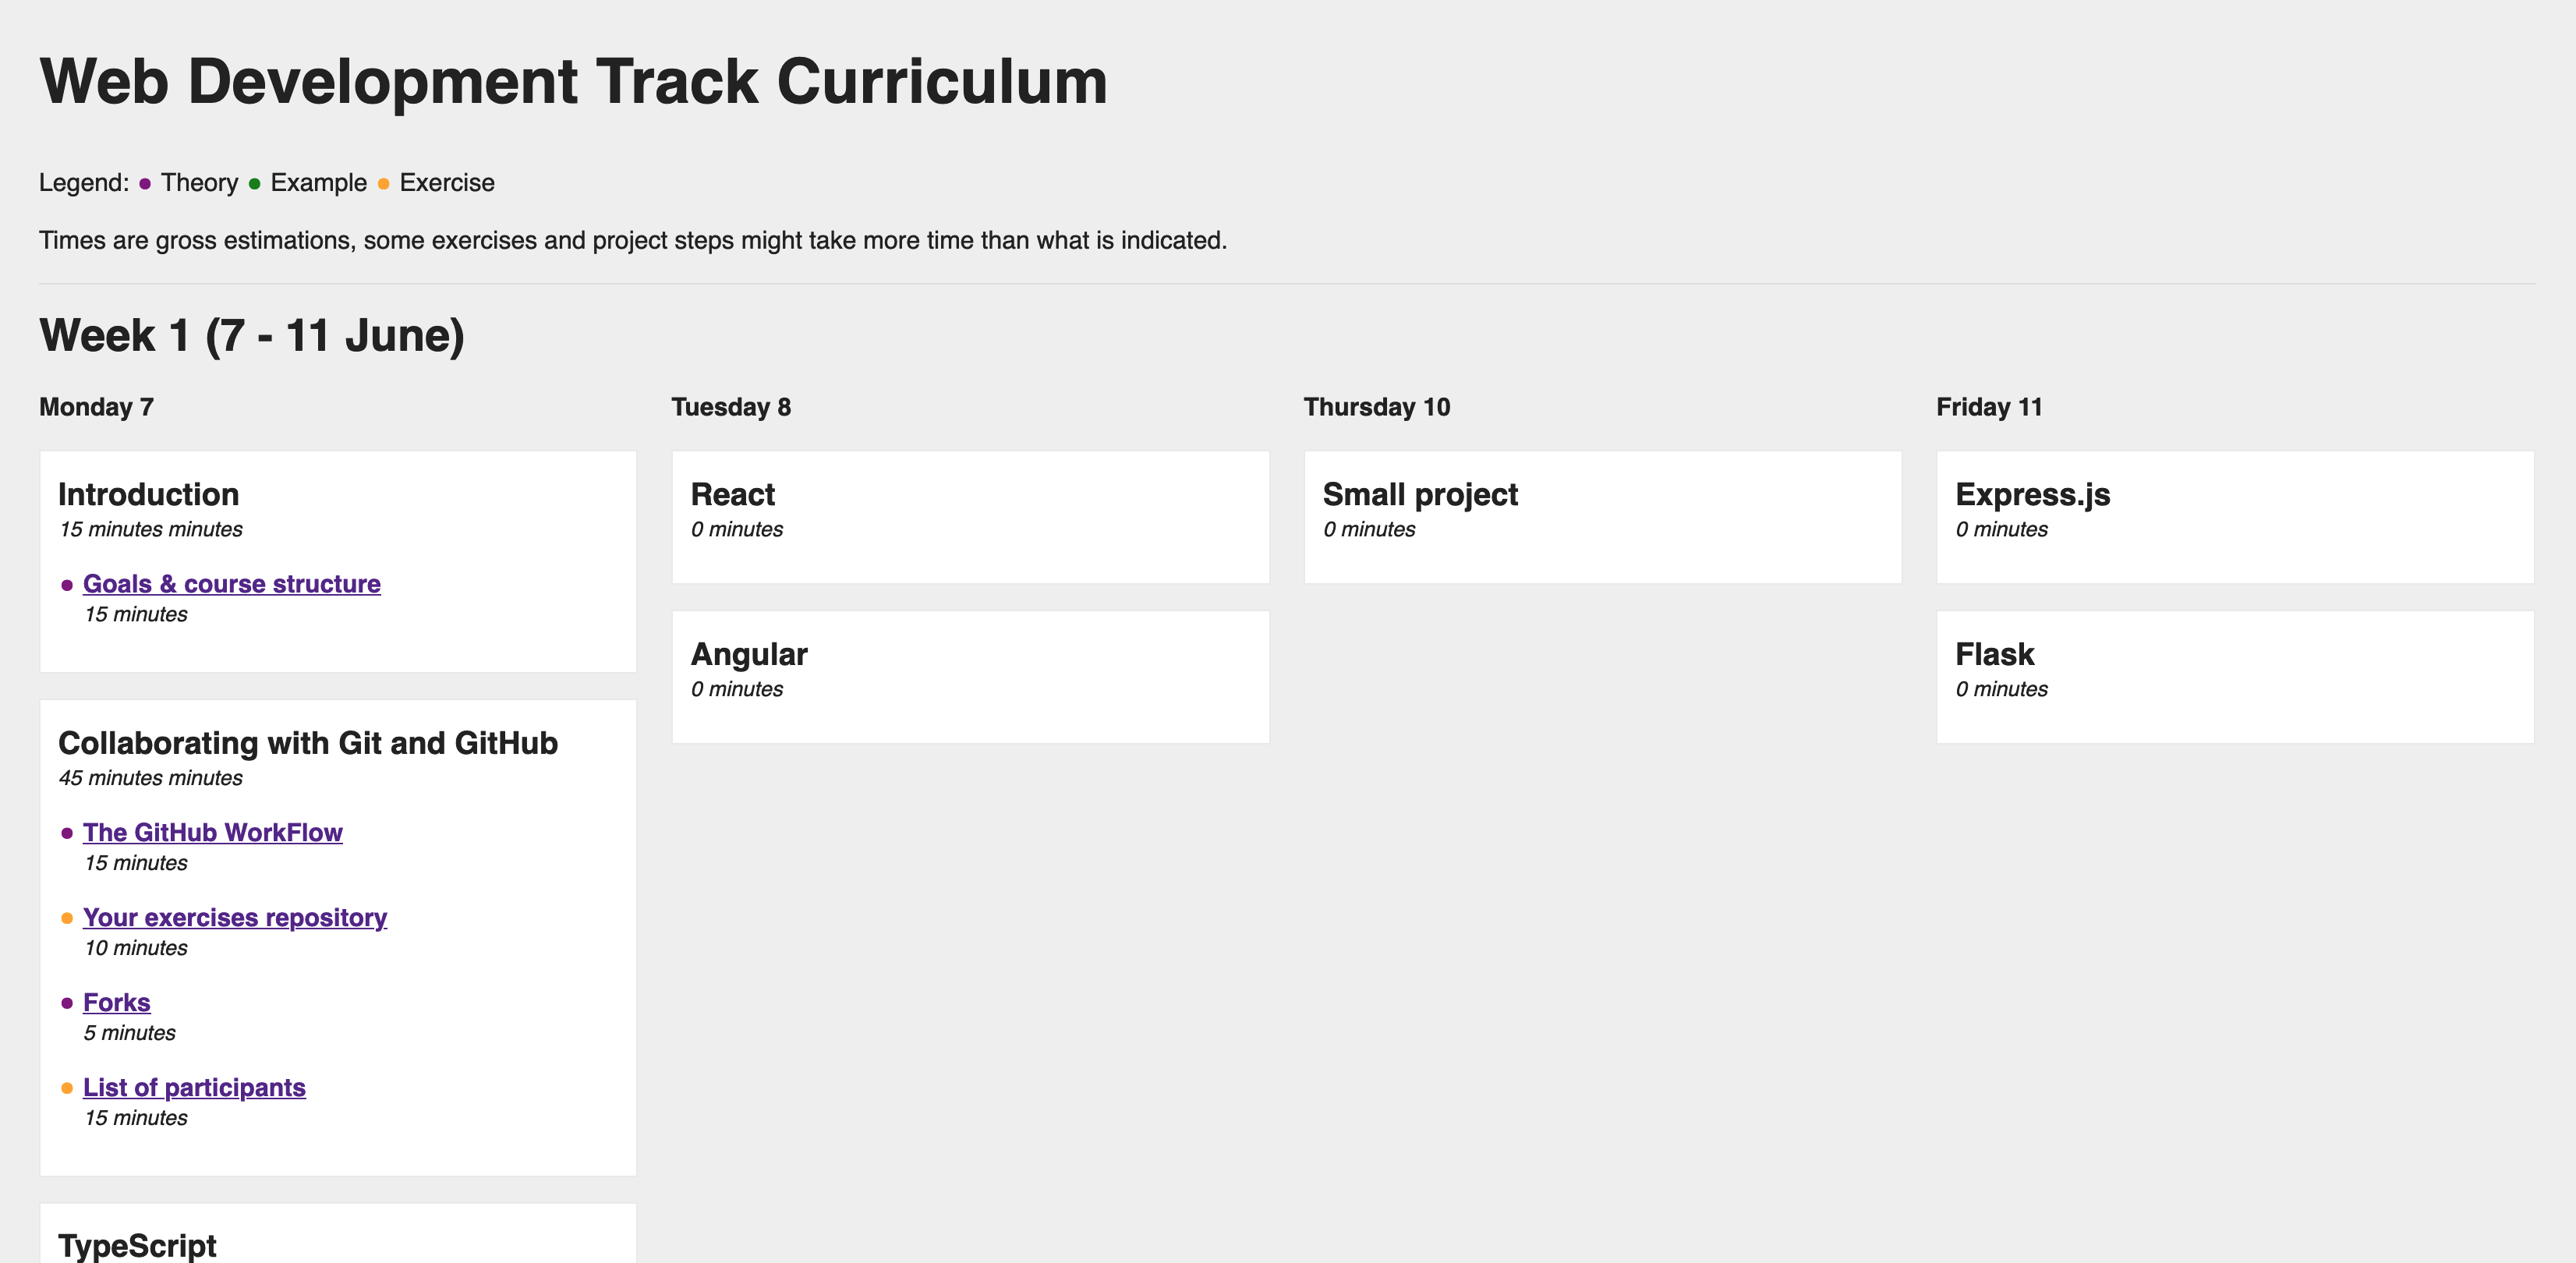 Web Development Track Curriculum
Legend: • Theory • Example • Exercise
Times are gross estimations, some exercises and project steps might take more time than what is indicated.
Week 1 (7 - 11 June)
Monday 7
Introduction
15 minutes minutes
• Goals & course structure
15 minutes
Collaborating with Git and GitHub
45 minutes minutes
• The GitHub WorkFlow
15 minutes
• Your exercises repository
10 minutes
• Forks
5 minutes
• List of participants
15 minutes
TypeScript
Tuesday 8
React
0 minutes
Angular
0 minutes
Thursday 10
Small project
0 minutes
Friday 11
Express.js
0 minutes
Flask
0 minutes